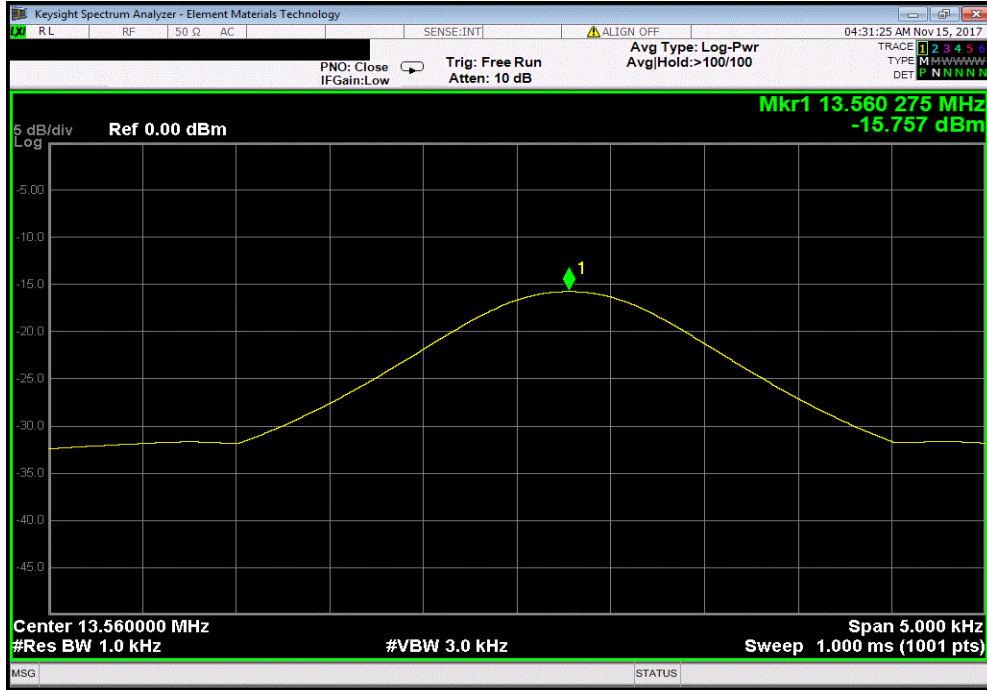 Keysight Spectrum Analyzer - Element Materials Technology
LXI RL RF 50 Ω AC SENSE:INT ALIGN OFF 04:31:25 AM Nov 15, 2017
PNO: Close
IFGain:Low
Trig: Free Run
Atten: 10 dB
Avg Type: Log-Pwr
Avg|Hold:>100/100
TRACE 1 2 3 4 5 6
TYPE M M W W W W W
DET P N N N N N
Mkr1 13.560 275 MHz
-15.757 dBm
5 dB/div Ref 0.00 dBm
Log
1
-5.00
-10.0
-15.0
-20.0
-25.0
-30.0
-35.0
-40.0
-45.0
Center 13.560000 MHz Span 5.000 kHz
#Res BW 1.0 kHz #VBW 3.0 kHz Sweep 1.000 ms (1001 pts)
MSG STATUS